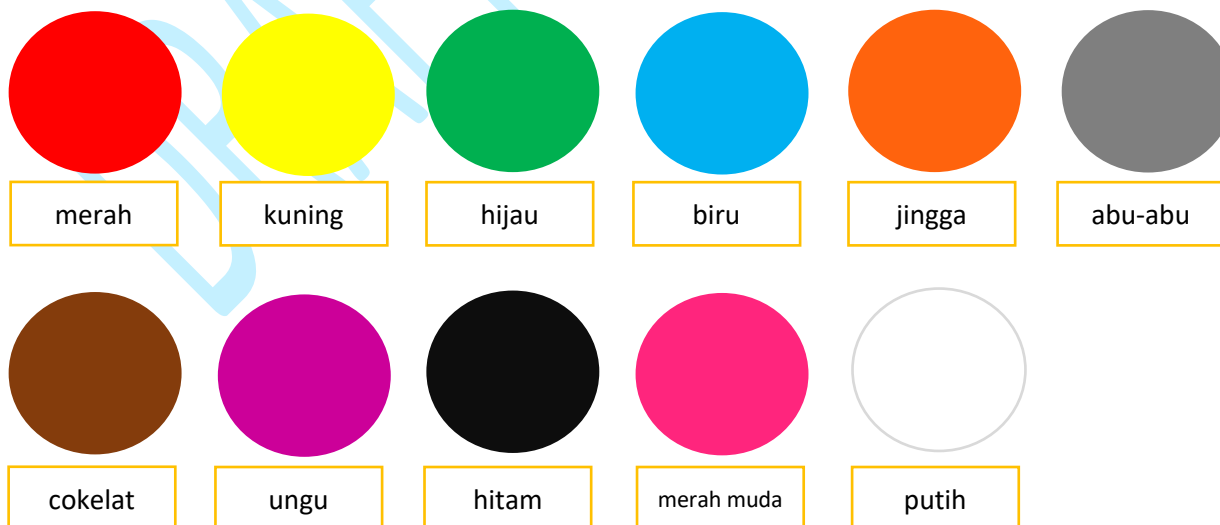 merah
kuning
hijau
biru
jingga
abu-abu
cokelat
ungu
hitam
merah muda
putih